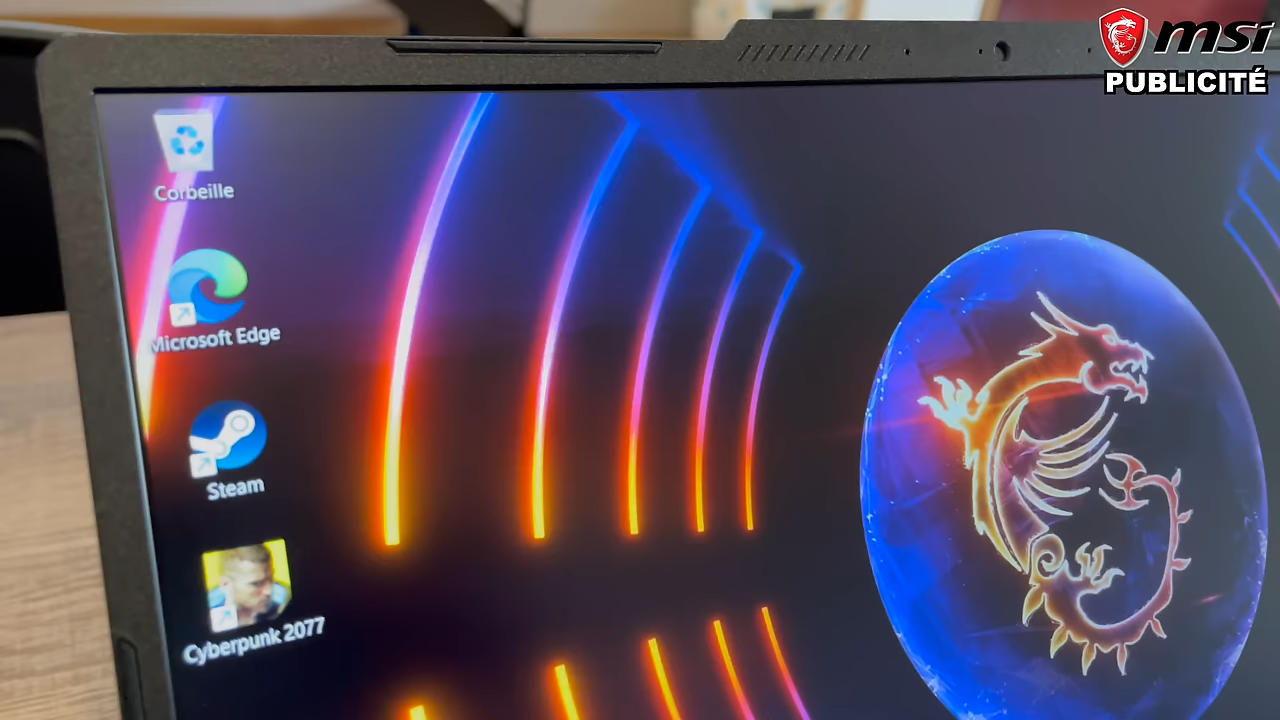 msi
PUBLICITÉ
Corbeille
Microsoft Edge
Steam
Cyberpunk 2077